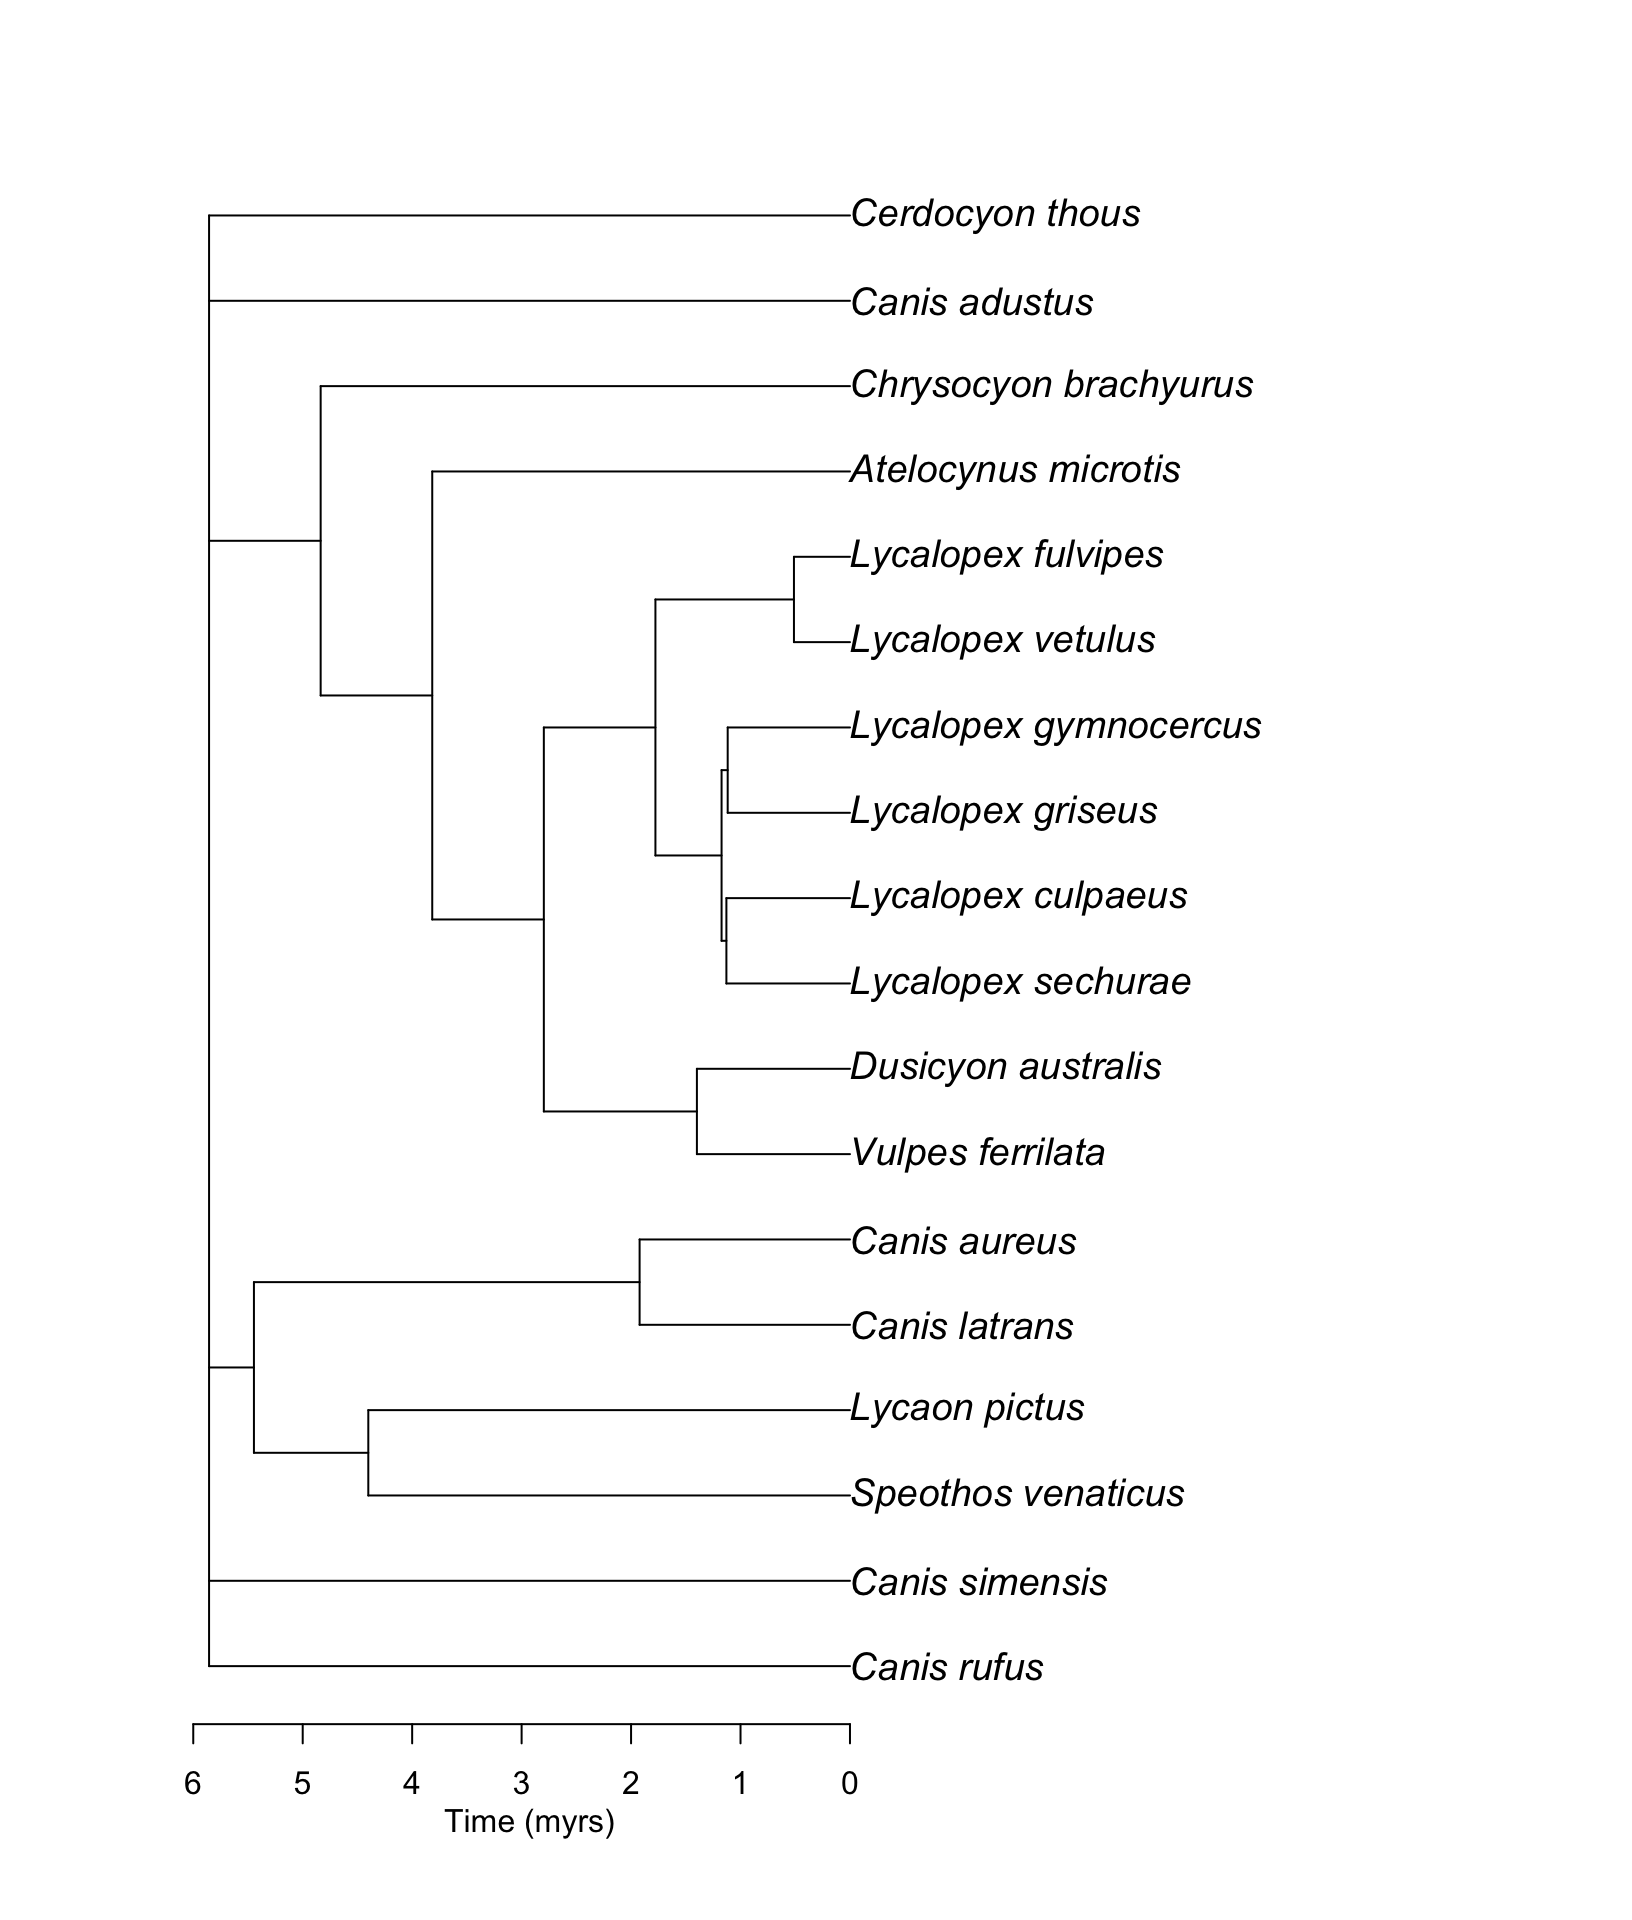 Cerdocyon thous
Canis adustus
Chrysocyon brachyurus
Atelocynus microtis
Lycalopex fulvipes
Lycalopex vetulus
Lycalopex gymnocercus
Lycalopex griseus
Lycalopex culpaeus
Lycalopex sechurae
Dusicyon australis
Vulpes ferrilata
Canis aureus
Canis latrans
Lycaon pictus
Speothos venaticus
Canis simensis
Canis rufus
6 5 4 3 2 1 0
Time (myrs)